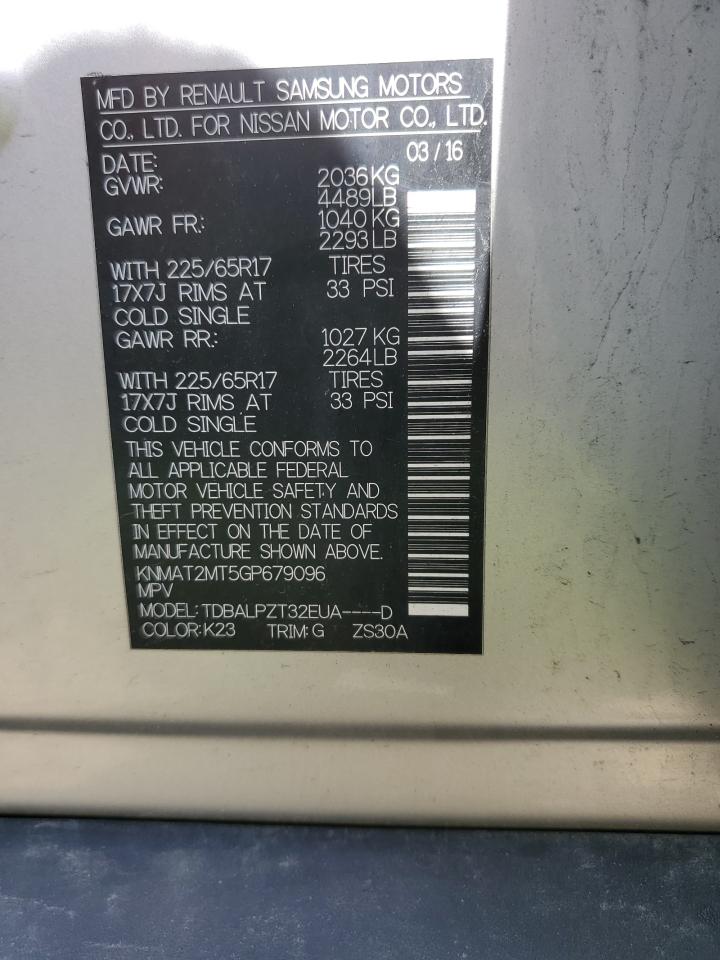 MFD BY RENAULT SAMSUNG MOTORS
CO., LTD. FOR NISSAN MOTOR CO., LTD.
DATE: 03 / 16
GVWR: 2036 KG
4489 LB
GAWR FR.: 1040 KG
2293 LB
WITH 225/65R17 TIRES
17X7J RIMS AT 33 PSI
COLD SINGLE
GAWR RR.: 1027 KG
2264 LB
WITH 225/65R17 TIRES
17X7J RIMS AT 33 PSI
COLD SINGLE
THIS VEHICLE CONFORMS TO
ALL APPLICABLE FEDERAL
MOTOR VEHICLE SAFETY AND
THEFT PREVENTION STANDARDS
IN EFFECT ON THE DATE OF
MANUFACTURE SHOWN ABOVE.
KNMAT2MT5GP679096
MPV
MODEL: TDBALPZT32EUA----D
COLOR: K23 TRIM: G ZS30A